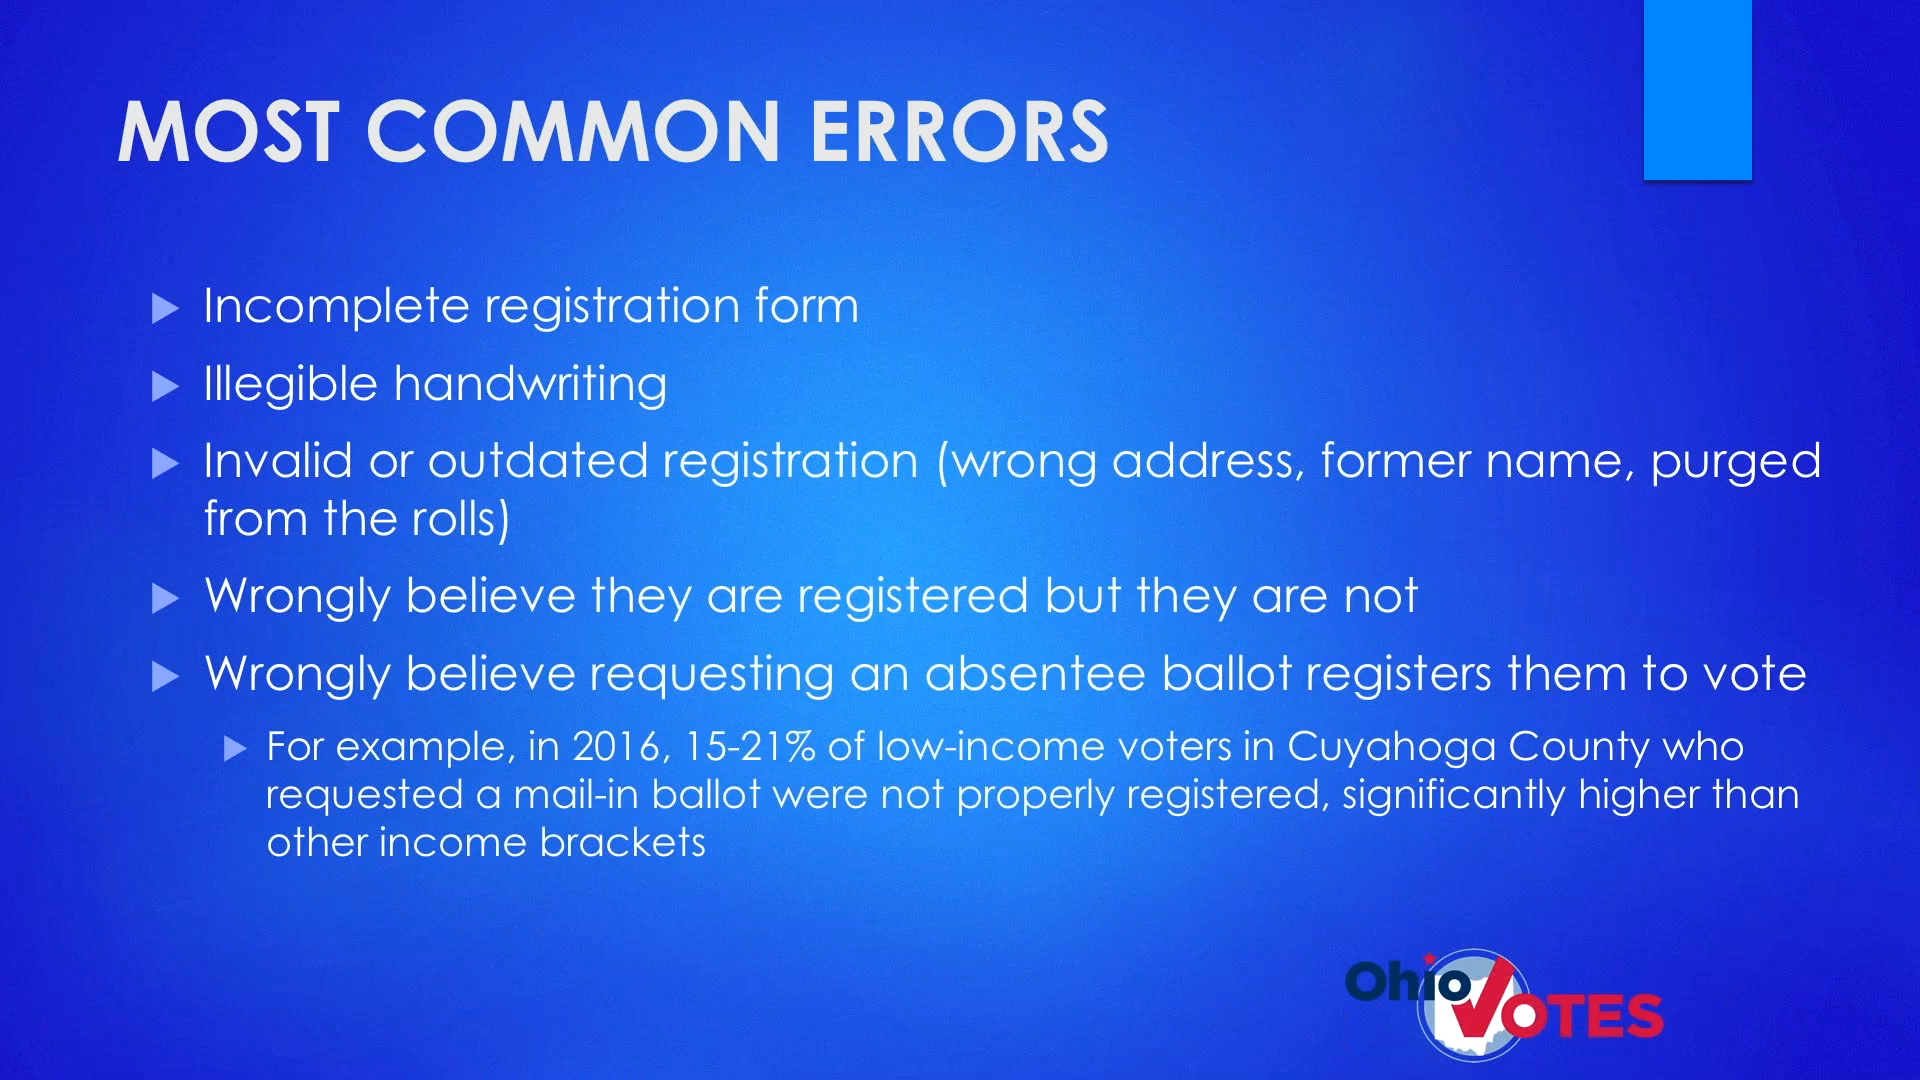 MOST COMMON ERRORS
Incomplete registration form
Illegible handwriting
Invalid or outdated registration (wrong address, former name, purged
from the rolls)
Wrongly believe they are registered but they are not
Wrongly believe requesting an absentee ballot registers them to vote
For example, in 2016, 15-21% of low-income voters in Cuyahoga County who
requested a mail-in ballot were not properly registered, significantly higher than
other income brackets
Ohio
VOTES